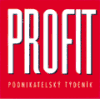 PROFIT
PODNIKATELSKÝ TÝDENÍK